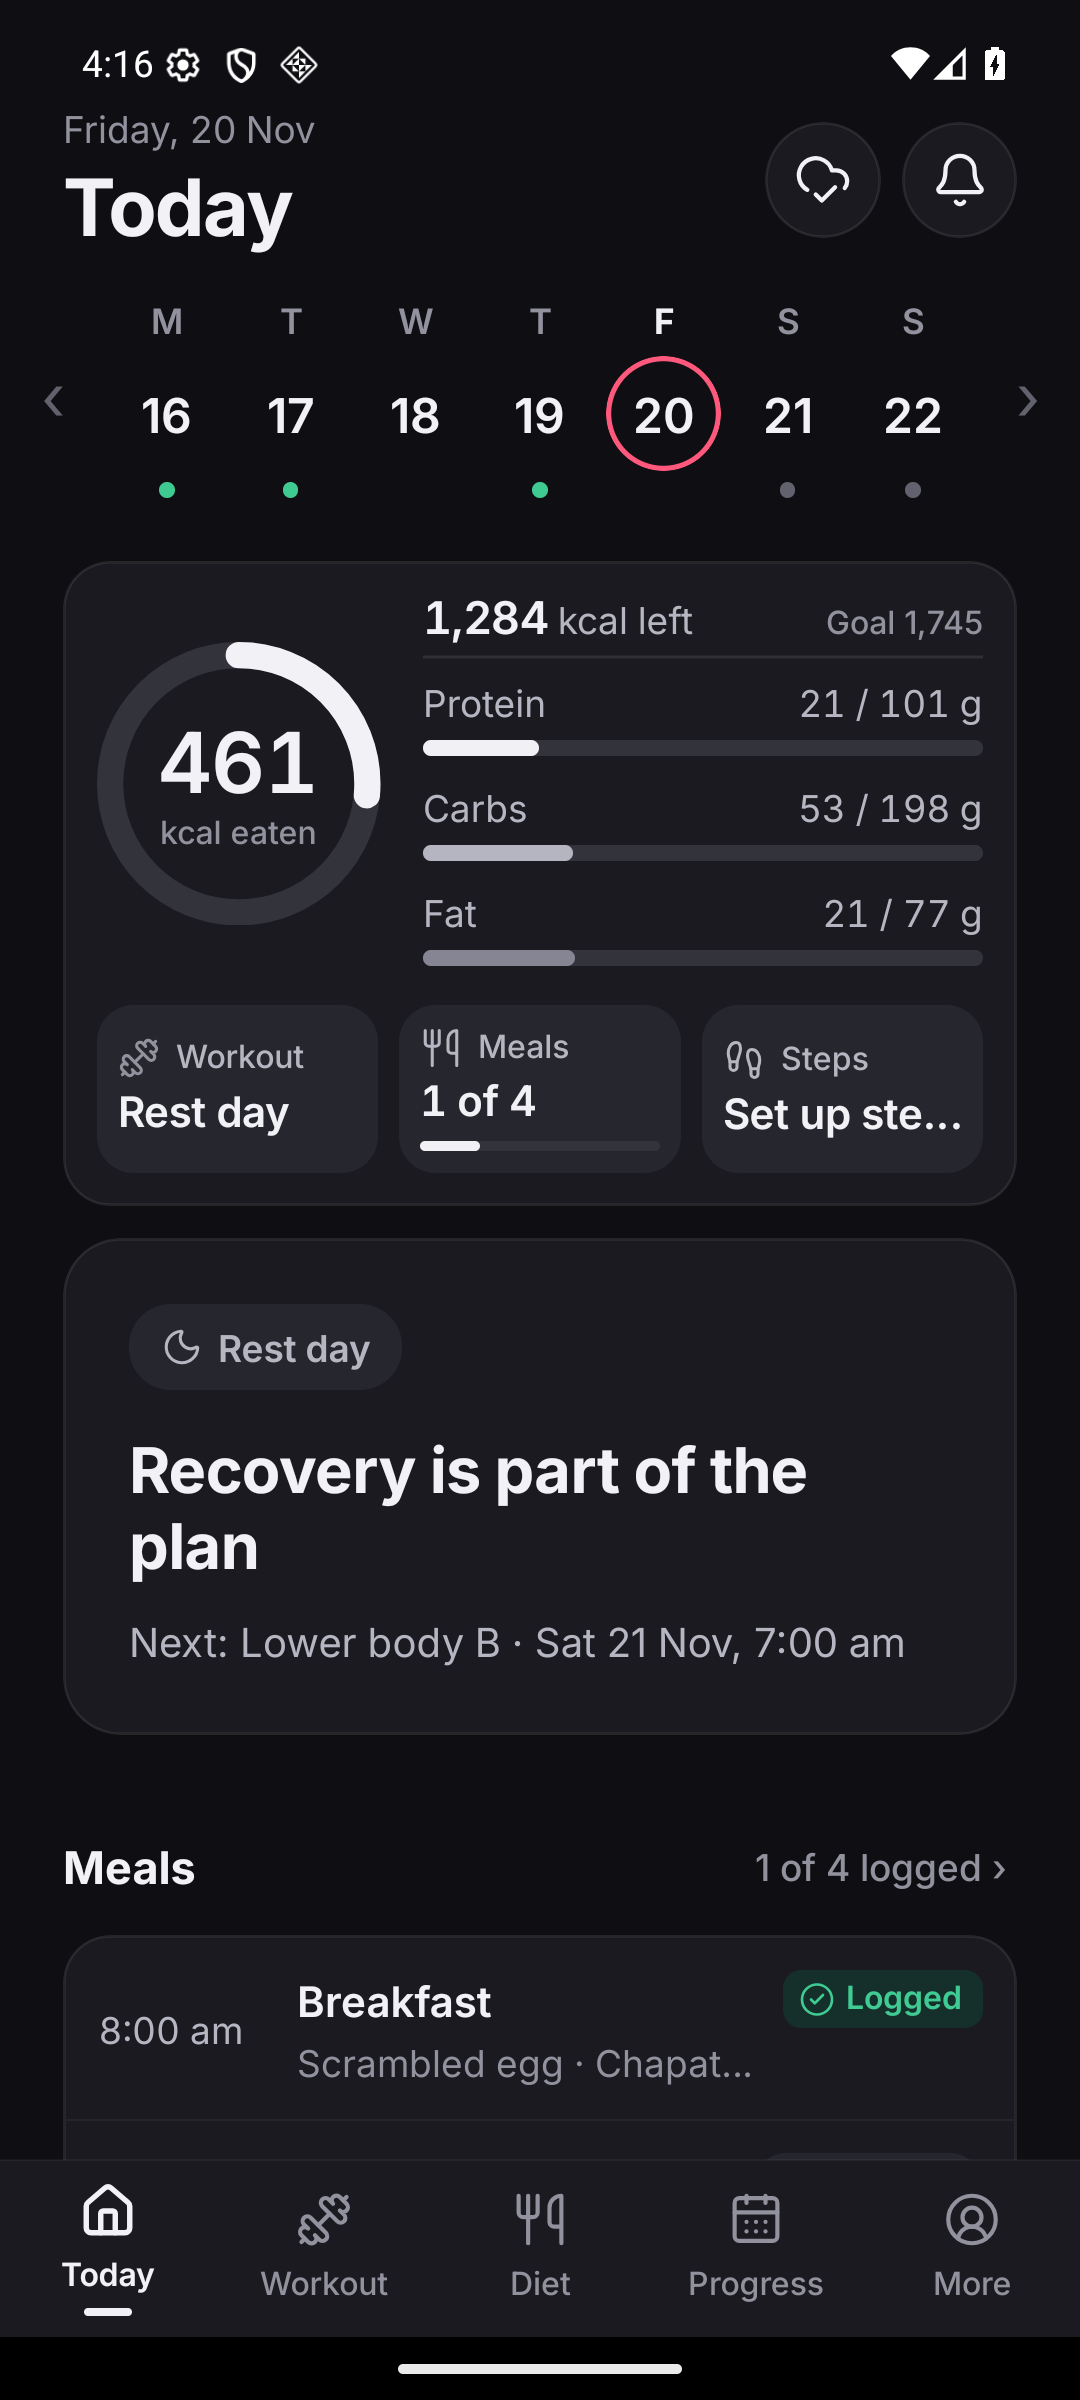 4:16
Friday, 20 Nov
Today
M T W T F S S
16 17 18 19 20 21 22
1,284 kcal left
Goal 1,745
461
kcal eaten
Protein 21 / 101 g
Carbs 53 / 198 g
Fat 21 / 77 g
Workout
Rest day
Meals
1 of 4
Steps
Set up ste...
Rest day
Recovery is part of the
plan
Next: Lower body B · Sat 21 Nov, 7:00 am
Meals
1 of 4 logged ›
8:00 am
Breakfast
Logged
Scrambled egg · Chapat...
Today
Workout
Diet
Progress
More